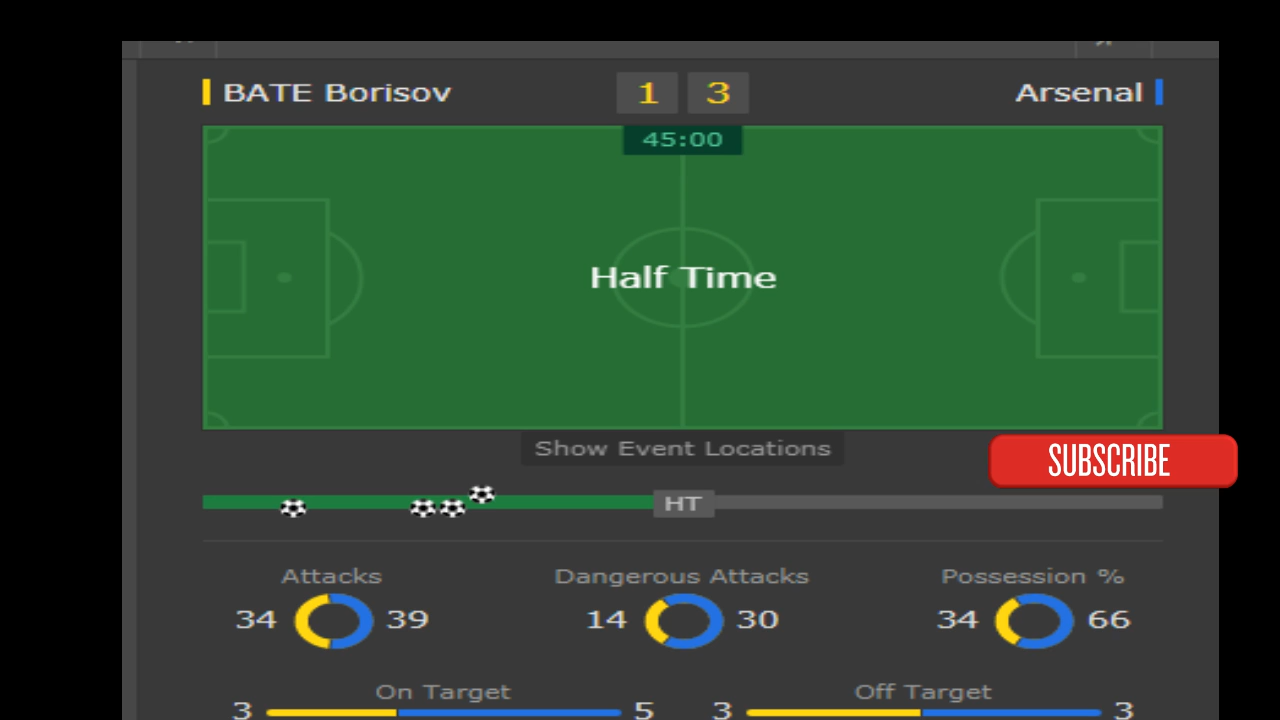 BATE Borisov 1 3 Arsenal
45:00
Half Time
Show Event Locations
SUBSCRIBE
HT
Attacks Dangerous Attacks Possession %
34 39 14 30 34 66
On Target Off Target
3 5 3 3